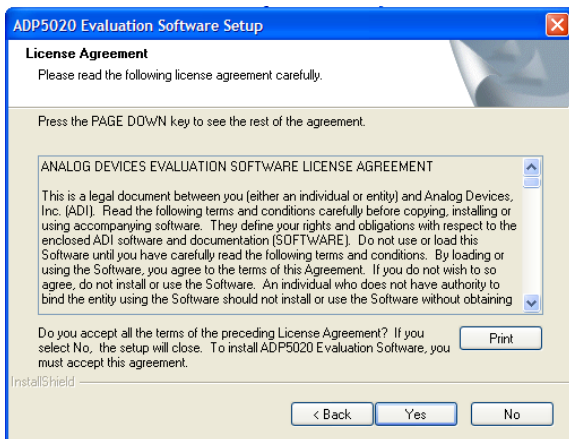 ADP5020 Evaluation Software Setup
License Agreement
Please read the following license agreement carefully.
Press the PAGE DOWN key to see the rest of the agreement.
ANALOG DEVICES EVALUATION SOFTWARE LICENSE AGREEMENT
This is a legal document between you (either an individual or entity) and Analog Devices,
Inc. (ADI). Read the following terms and conditions carefully before copying, installing or
using accompanying software. They define your rights and obligations with respect to the
enclosed ADI software and documentation (SOFTWARE). Do not use or load this
Software until you have carefully read the following terms and conditions. By loading or
using the Software, you agree to the terms of this Agreement. If you do not wish to so
agree, do not install or use the Software. An individual who does not have authority to
bind the entity using the Software should not install or use the Software without obtaining
Do you accept all the terms of the preceding License Agreement? If you
select No, the setup will close. To install ADP5020 Evaluation Software, you
must accept this agreement.
Print
InstallShield
< Back
Yes
No